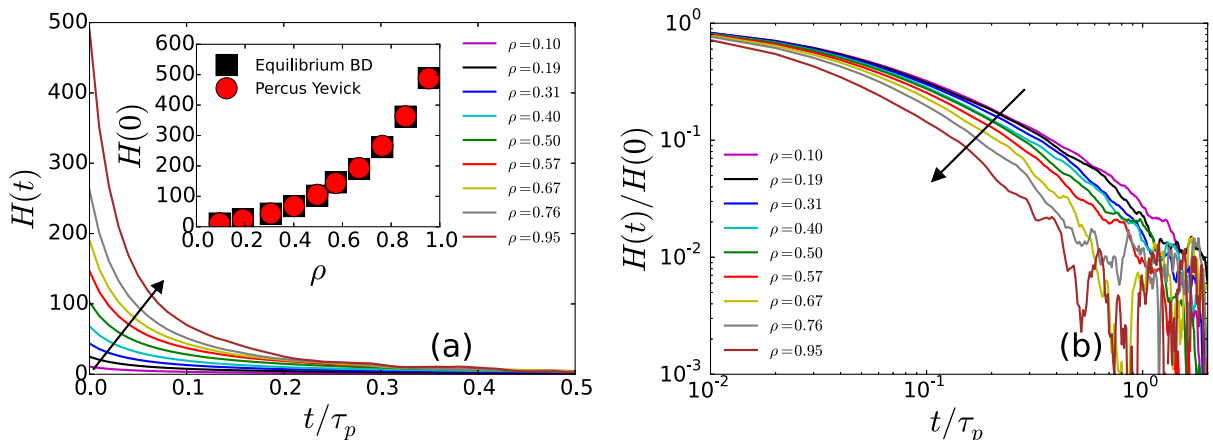 500
400
300
200
100
0
H(t)
0.0 0.1 0.2 0.3 0.4 0.5
t/τ_p
(a)
600
500
400
300
200
100
0
H(0)
0.0 0.2 0.4 0.6 0.8 1.0
ρ
Equilibrium BD
Percus Yevick
ρ=0.10
ρ=0.19
ρ=0.31
ρ=0.40
ρ=0.50
ρ=0.57
ρ=0.67
ρ=0.76
ρ=0.95
10^0
10^-1
10^-2
10^-3
H(t)/H(0)
10^-2 10^-1 10^0
t/τ_p
(b)
ρ=0.10
ρ=0.19
ρ=0.31
ρ=0.40
ρ=0.50
ρ=0.57
ρ=0.67
ρ=0.76
ρ=0.95